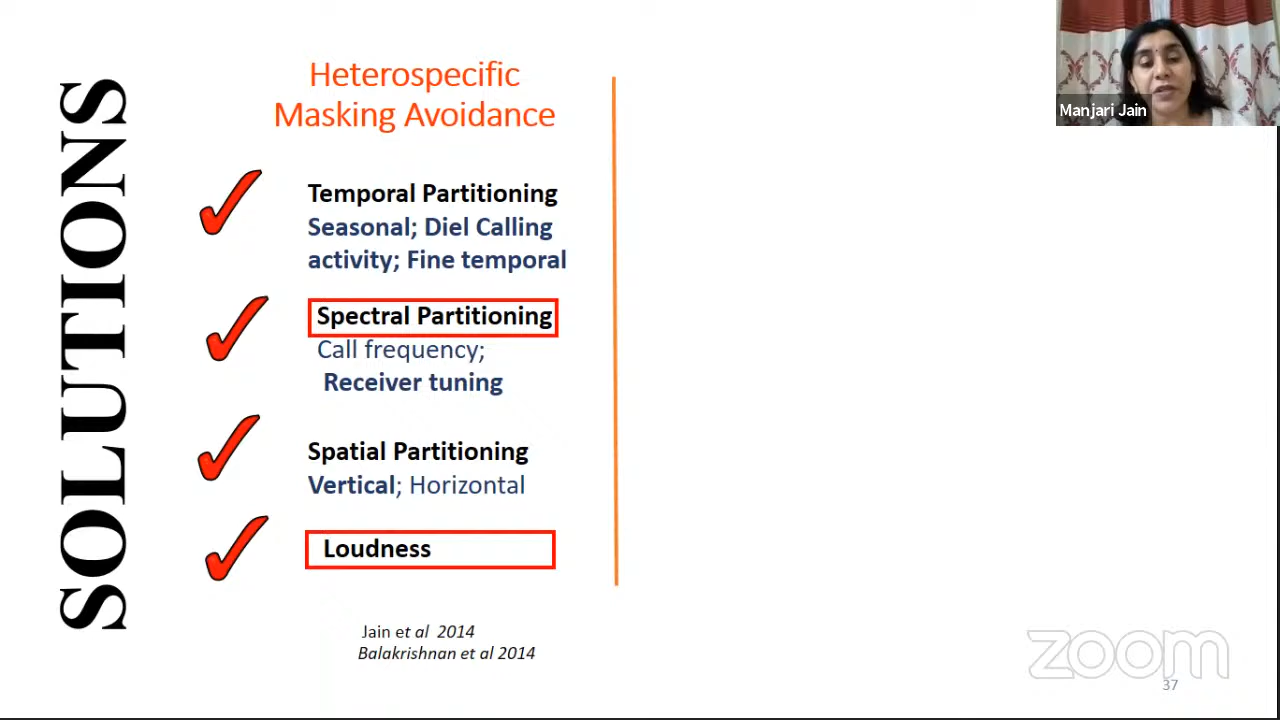 SOLUTIONS
Heterospecific
Masking Avoidance
Temporal Partitioning
Seasonal; Diel Calling
activity; Fine temporal
Spectral Partitioning
Call frequency;
Receiver tuning
Spatial Partitioning
Vertical; Horizontal
Loudness
Jain et al 2014
Balakrishnan et al 2014
Manjari Jain
zoom
37